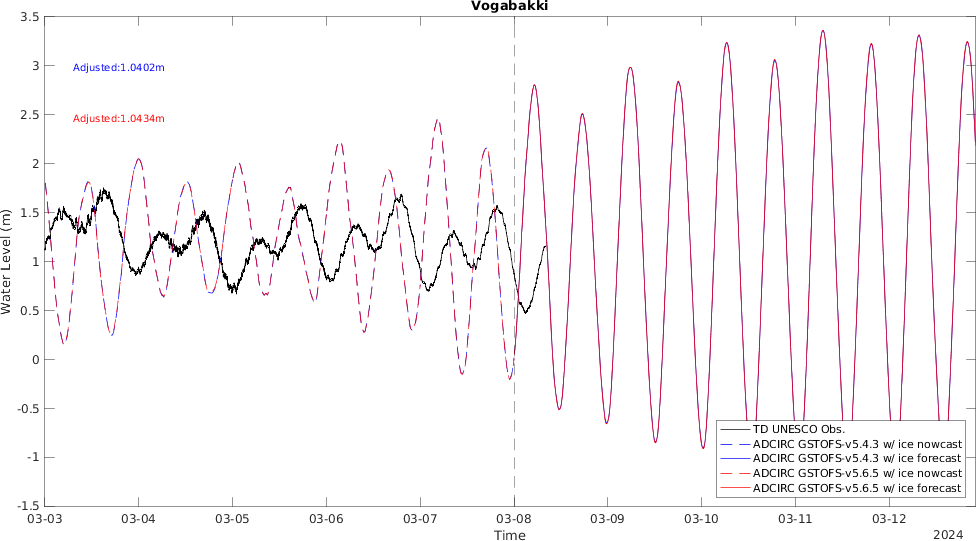 Vogabakki
3.5
3
2.5
2
1.5
1
0.5
0
-0.5
-1
-1.5
Water Level (m)
Adjusted:1.0402m
Adjusted:1.0434m
TD UNESCO Obs.
ADCIRC GSTOFS-v5.4.3 w/ ice nowcast
ADCIRC GSTOFS-v5.4.3 w/ ice forecast
ADCIRC GSTOFS-v5.6.5 w/ ice nowcast
ADCIRC GSTOFS-v5.6.5 w/ ice forecast
03-03 03-04 03-05 03-06 03-07 03-08 03-09 03-10 03-11 03-12
Time
2024